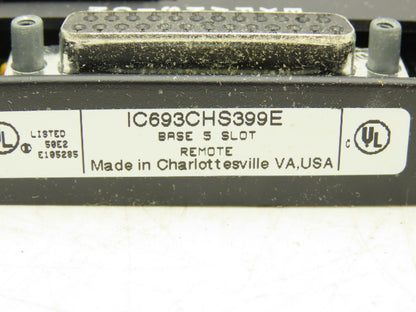 IC693CHS399E
BASE 5 SLOT
REMOTE
Made in Charlottesville VA,USA
UL
LISTED
50E2
E105285
C UL